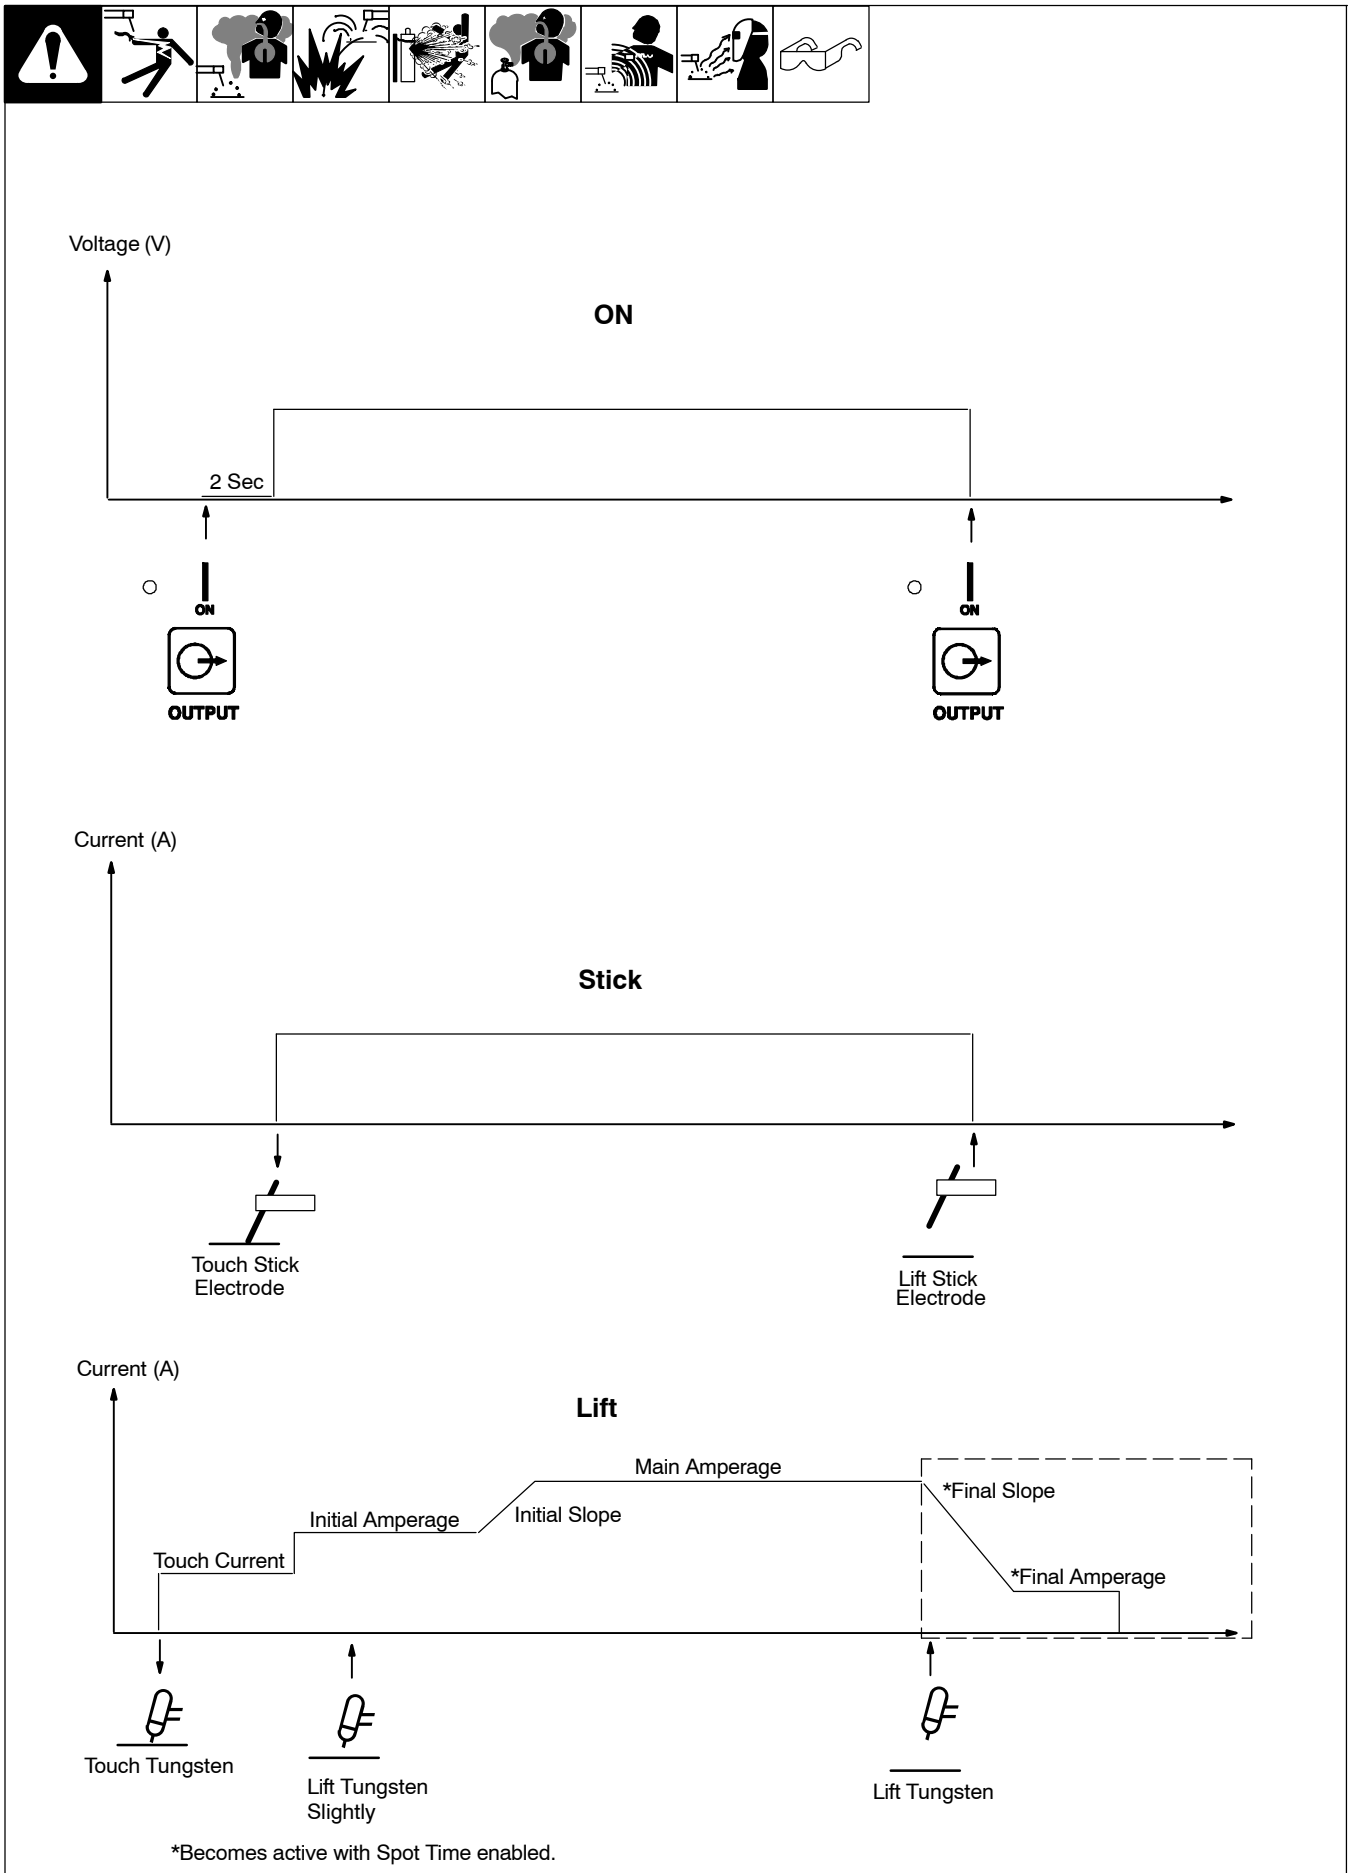 Voltage (V)
ON
2 Sec
ON
OUTPUT
ON
OUTPUT
Current (A)
Stick
Touch Stick
Electrode
Lift Stick
Electrode
Current (A)
Lift
Main Amperage
*Final Slope
Initial Amperage
Initial Slope
Touch Current
*Final Amperage
Touch Tungsten
Lift Tungsten
Slightly
Lift Tungsten
*Becomes active with Spot Time enabled.